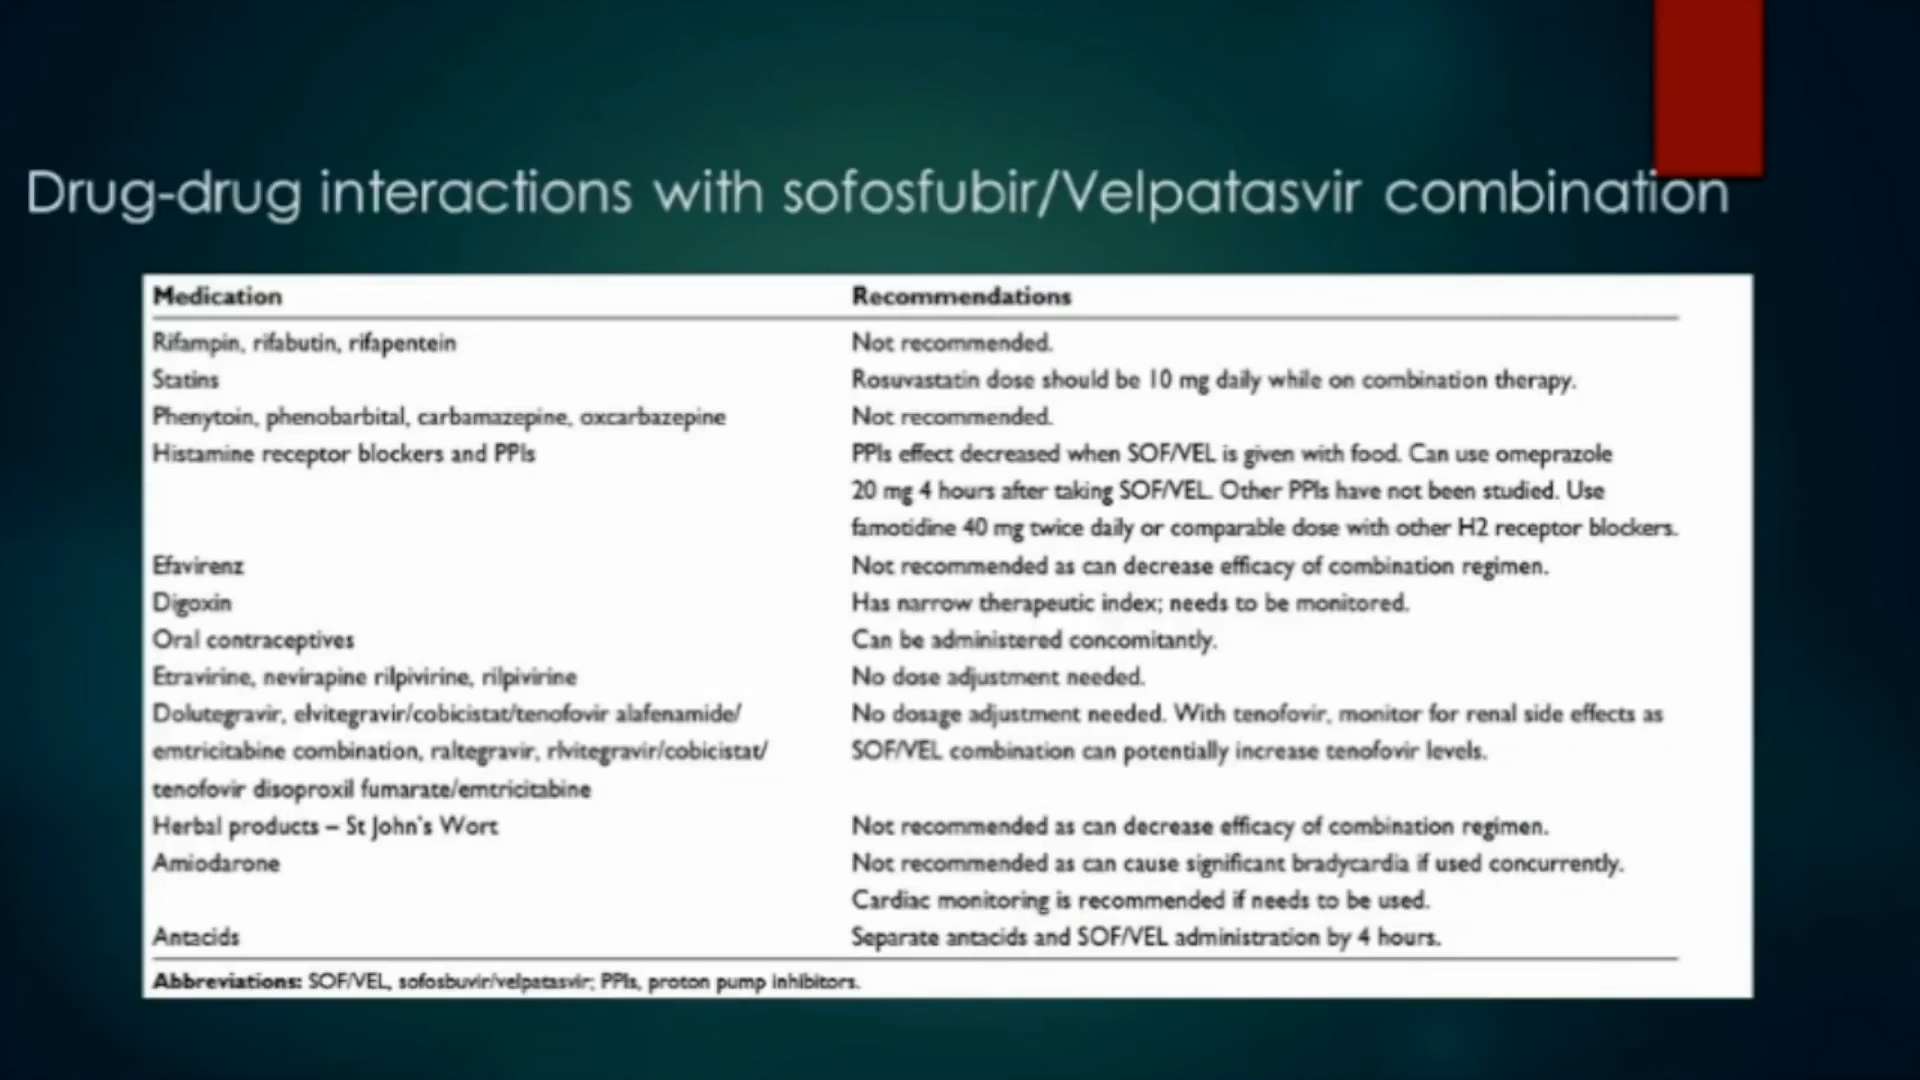 Drug-drug interactions with sofosfubir/Velpatasvir combination
Medication Recommendations
Rifampin, rifabutin, rifapentein Not recommended.
Statins Rosuvastatin dose should be 10 mg daily while on combination therapy.
Phenytoin, phenobarbital, carbamazepine, oxcarbazepine Not recommended.
Histamine receptor blockers and PPIs PPIs effect decreased when SOF/VEL is given with food. Can use omeprazole
20 mg 4 hours after taking SOF/VEL. Other PPIs have not been studied. Use
famotidine 40 mg twice daily or comparable dose with other H2 receptor blockers.
Efavirenz Not recommended as can decrease efficacy of combination regimen.
Digoxin Has narrow therapeutic index; needs to be monitored.
Oral contraceptives Can be administered concomitantly.
Etravirine, nevirapine rilpivirine, rilpivirine No dose adjustment needed.
Dolutegravir, elvitegravir/cobicistat/tenofovir alafenamide/ No dosage adjustment needed. With tenofovir, monitor for renal side effects as
emtricitabine combination, raltegravir, rlvitegravir/cobicistat/ SOF/VEL combination can potentially increase tenofovir levels.
tenofovir disoproxil fumarate/emtricitabine
Herbal products – St John's Wort Not recommended as can decrease efficacy of combination regimen.
Amiodarone Not recommended as can cause significant bradycardia if used concurrently.
Cardiac monitoring is recommended if needs to be used.
Antacids Separate antacids and SOF/VEL administration by 4 hours.
Abbreviations: SOF/VEL, sofosbuvir/velpatasvir; PPIs, proton pump inhibitors.